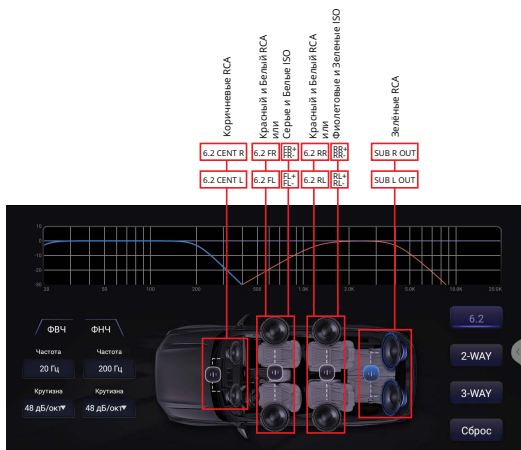 Коричневые RCA
Красный и Белый RCA
или
Серые и Белые ISO
Красный и Белый RCA
или
Фиолетовые и Зеленые ISO
Зелёные RCA
6.2 CENT R
6.2 FR
FR+
FR-
6.2 RR
RR+
RR-
SUB R OUT
6.2 CENT L
6.2 FL
FL+
FL-
6.2 RL
RL+
RL-
SUB L OUT
10
0
-10
-20
-30
20 50 100 200 500 1.0K 2.0K 5.0K 10.0K 20.0K
ФВЧ ФНЧ
Частота Частота
20 Гц 200 Гц
Крутизна Крутизна
48 дБ/окт▼ 48 дБ/окт▼
6.2
2-WAY
3-WAY
Сброс